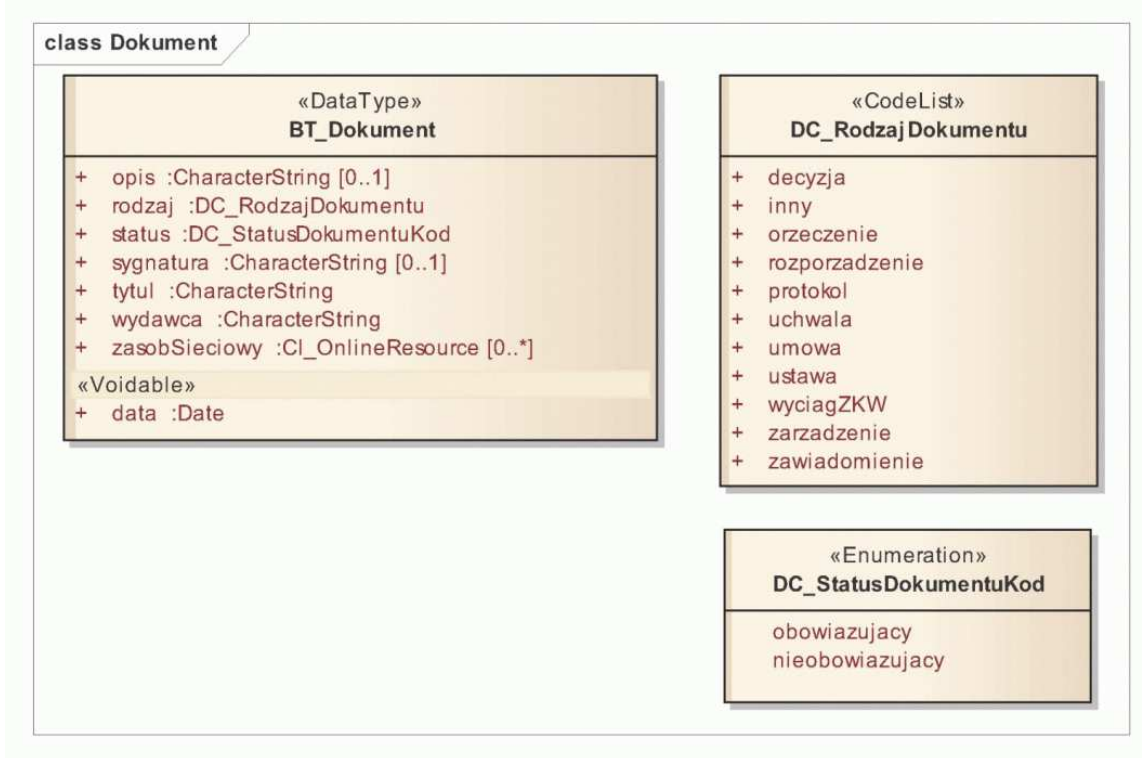 class Dokument
«DataType»
BT_Dokument
+ opis :CharacterString [0..1]
+ rodzaj :DC_RodzajDokumentu
+ status :DC_StatusDokumentuKod
+ sygnatura :CharacterString [0..1]
+ tytul :CharacterString
+ wydawca :CharacterString
+ zasobSieciowy :CI_OnlineResource [0..*]
«Voidable»
+ data :Date
«CodeList»
DC_RodzajDokumentu
+ decyzja
+ inny
+ orzeczenie
+ rozporzadzenie
+ protokol
+ uchwala
+ umowa
+ ustawa
+ wyciagZKW
+ zarzadzenie
+ zawiadomienie
«Enumeration»
DC_StatusDokumentuKod
obowiazujacy
nieobowiazujacy